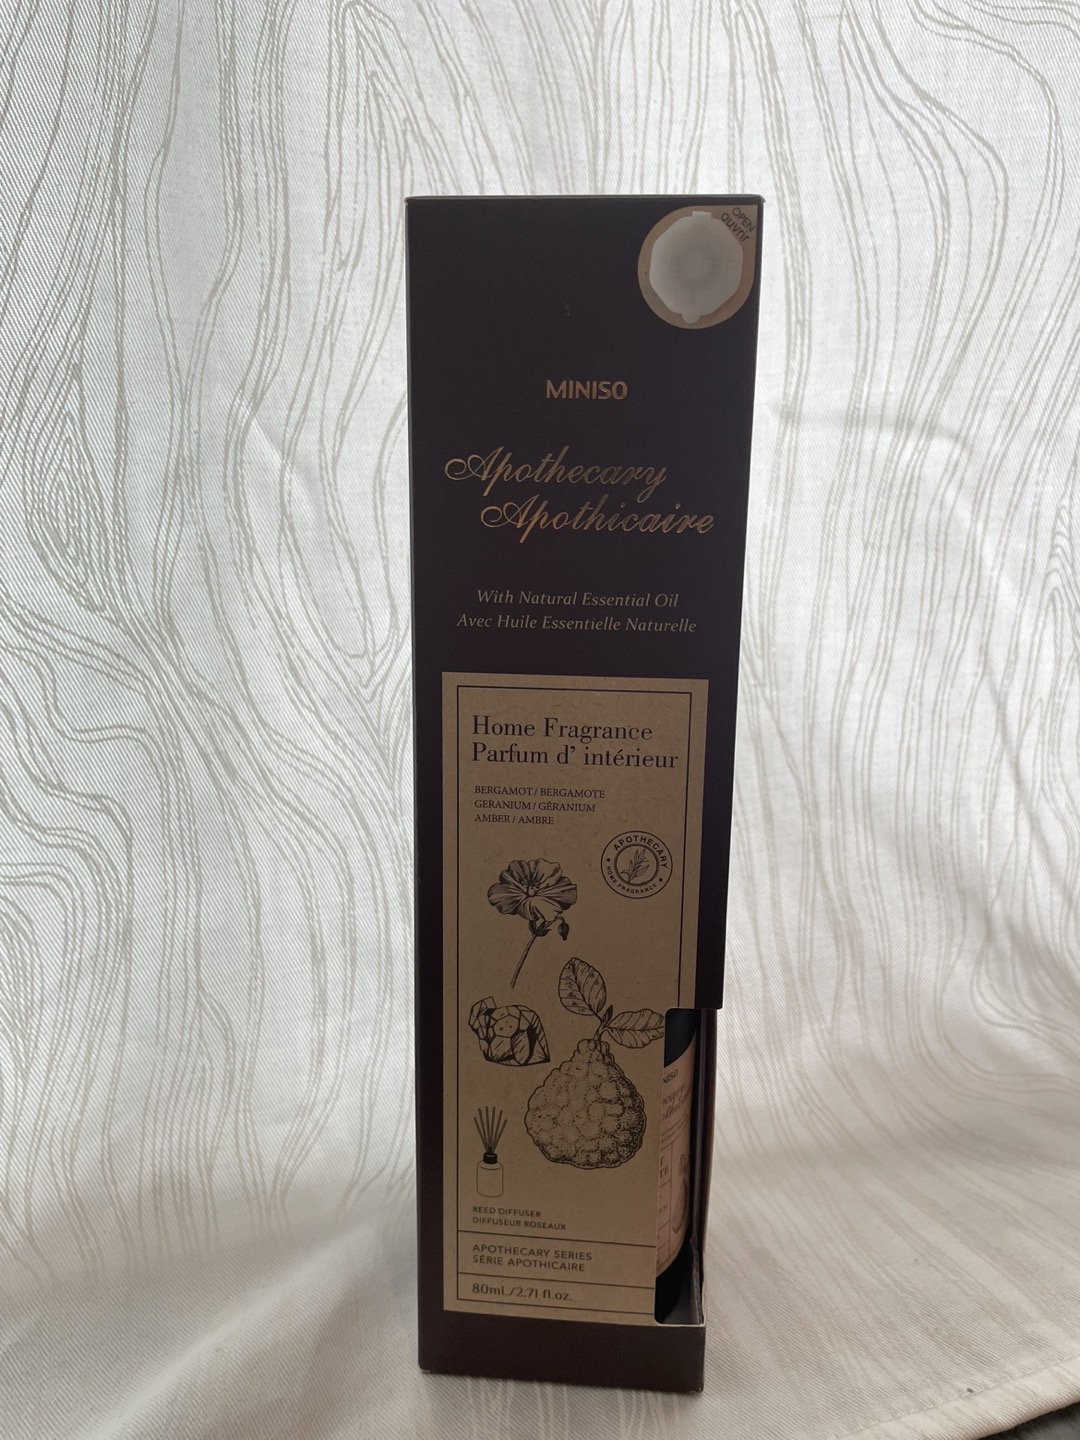 OPEN
ouvrir
MINISO
Apothecary
Apothicaire
With Natural Essential Oil
Avec Huile Essentielle Naturelle
Home Fragrance
Parfum d' intérieur
BERGAMOT / BERGAMOTE
GERANIUM / GÉRANIUM
AMBER / AMBRE
APOTHECARY
HOME FRAGRANCE
REED DIFFUSER
DIFFUSEUR ROSEAUX
APOTHECARY SERIES
SÉRIE APOTHICAIRE
80mL/2.71 fl.oz.